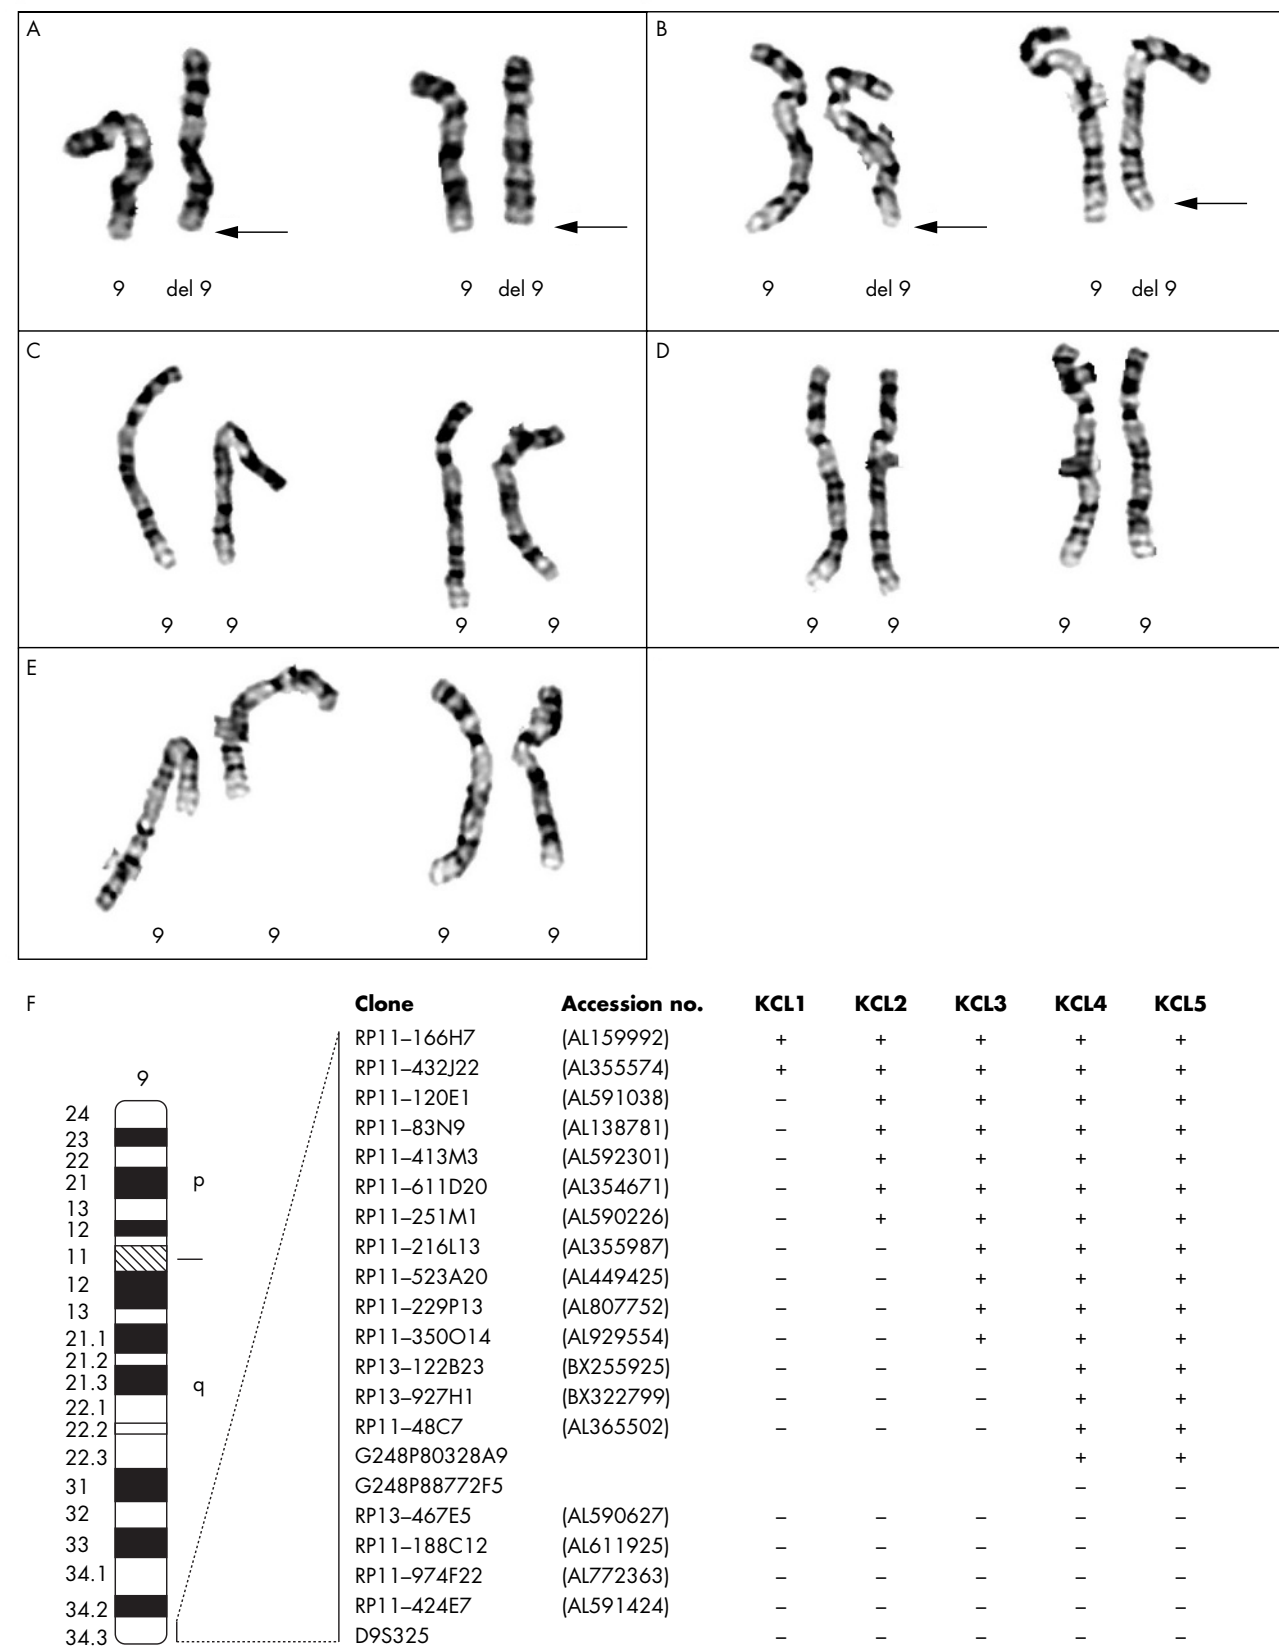 A
9 del 9 9 del 9
B
9 del 9 9 del 9
C
9 9 9 9
D
9 9 9 9
E
9 9 9 9
F
9
24
23
22
21 p
13
12
11
12
13
21.1
21.2
21.3 q
22.1
22.2
22.3
31
32
33
34.1
34.2
34.3
Clone Accession no. KCL1 KCL2 KCL3 KCL4 KCL5
RP11–166H7 (AL159992) + + + + +
RP11–432J22 (AL355574) + + + + +
RP11–120E1 (AL591038) – + + + +
RP11–83N9 (AL138781) – + + + +
RP11–413M3 (AL592301) – + + + +
RP11–611D20 (AL354671) – + + + +
RP11–251M1 (AL590226) – + + + +
RP11–216L13 (AL355987) – – + + +
RP11–523A20 (AL449425) – – + + +
RP11–229P13 (AL807752) – – + + +
RP11–350O14 (AL929554) – – + + +
RP13–122B23 (BX255925) – – – + +
RP13–927H1 (BX322799) – – – + +
RP11–48C7 (AL365502) – – – + +
G248P80328A9 + +
G248P88772F5 – –
RP13–467E5 (AL590627) – – – – –
RP11–188C12 (AL611925) – – – – –
RP11–974F22 (AL772363) – – – – –
RP11–424E7 (AL591424) – – – – –
D9S325 – – – – –